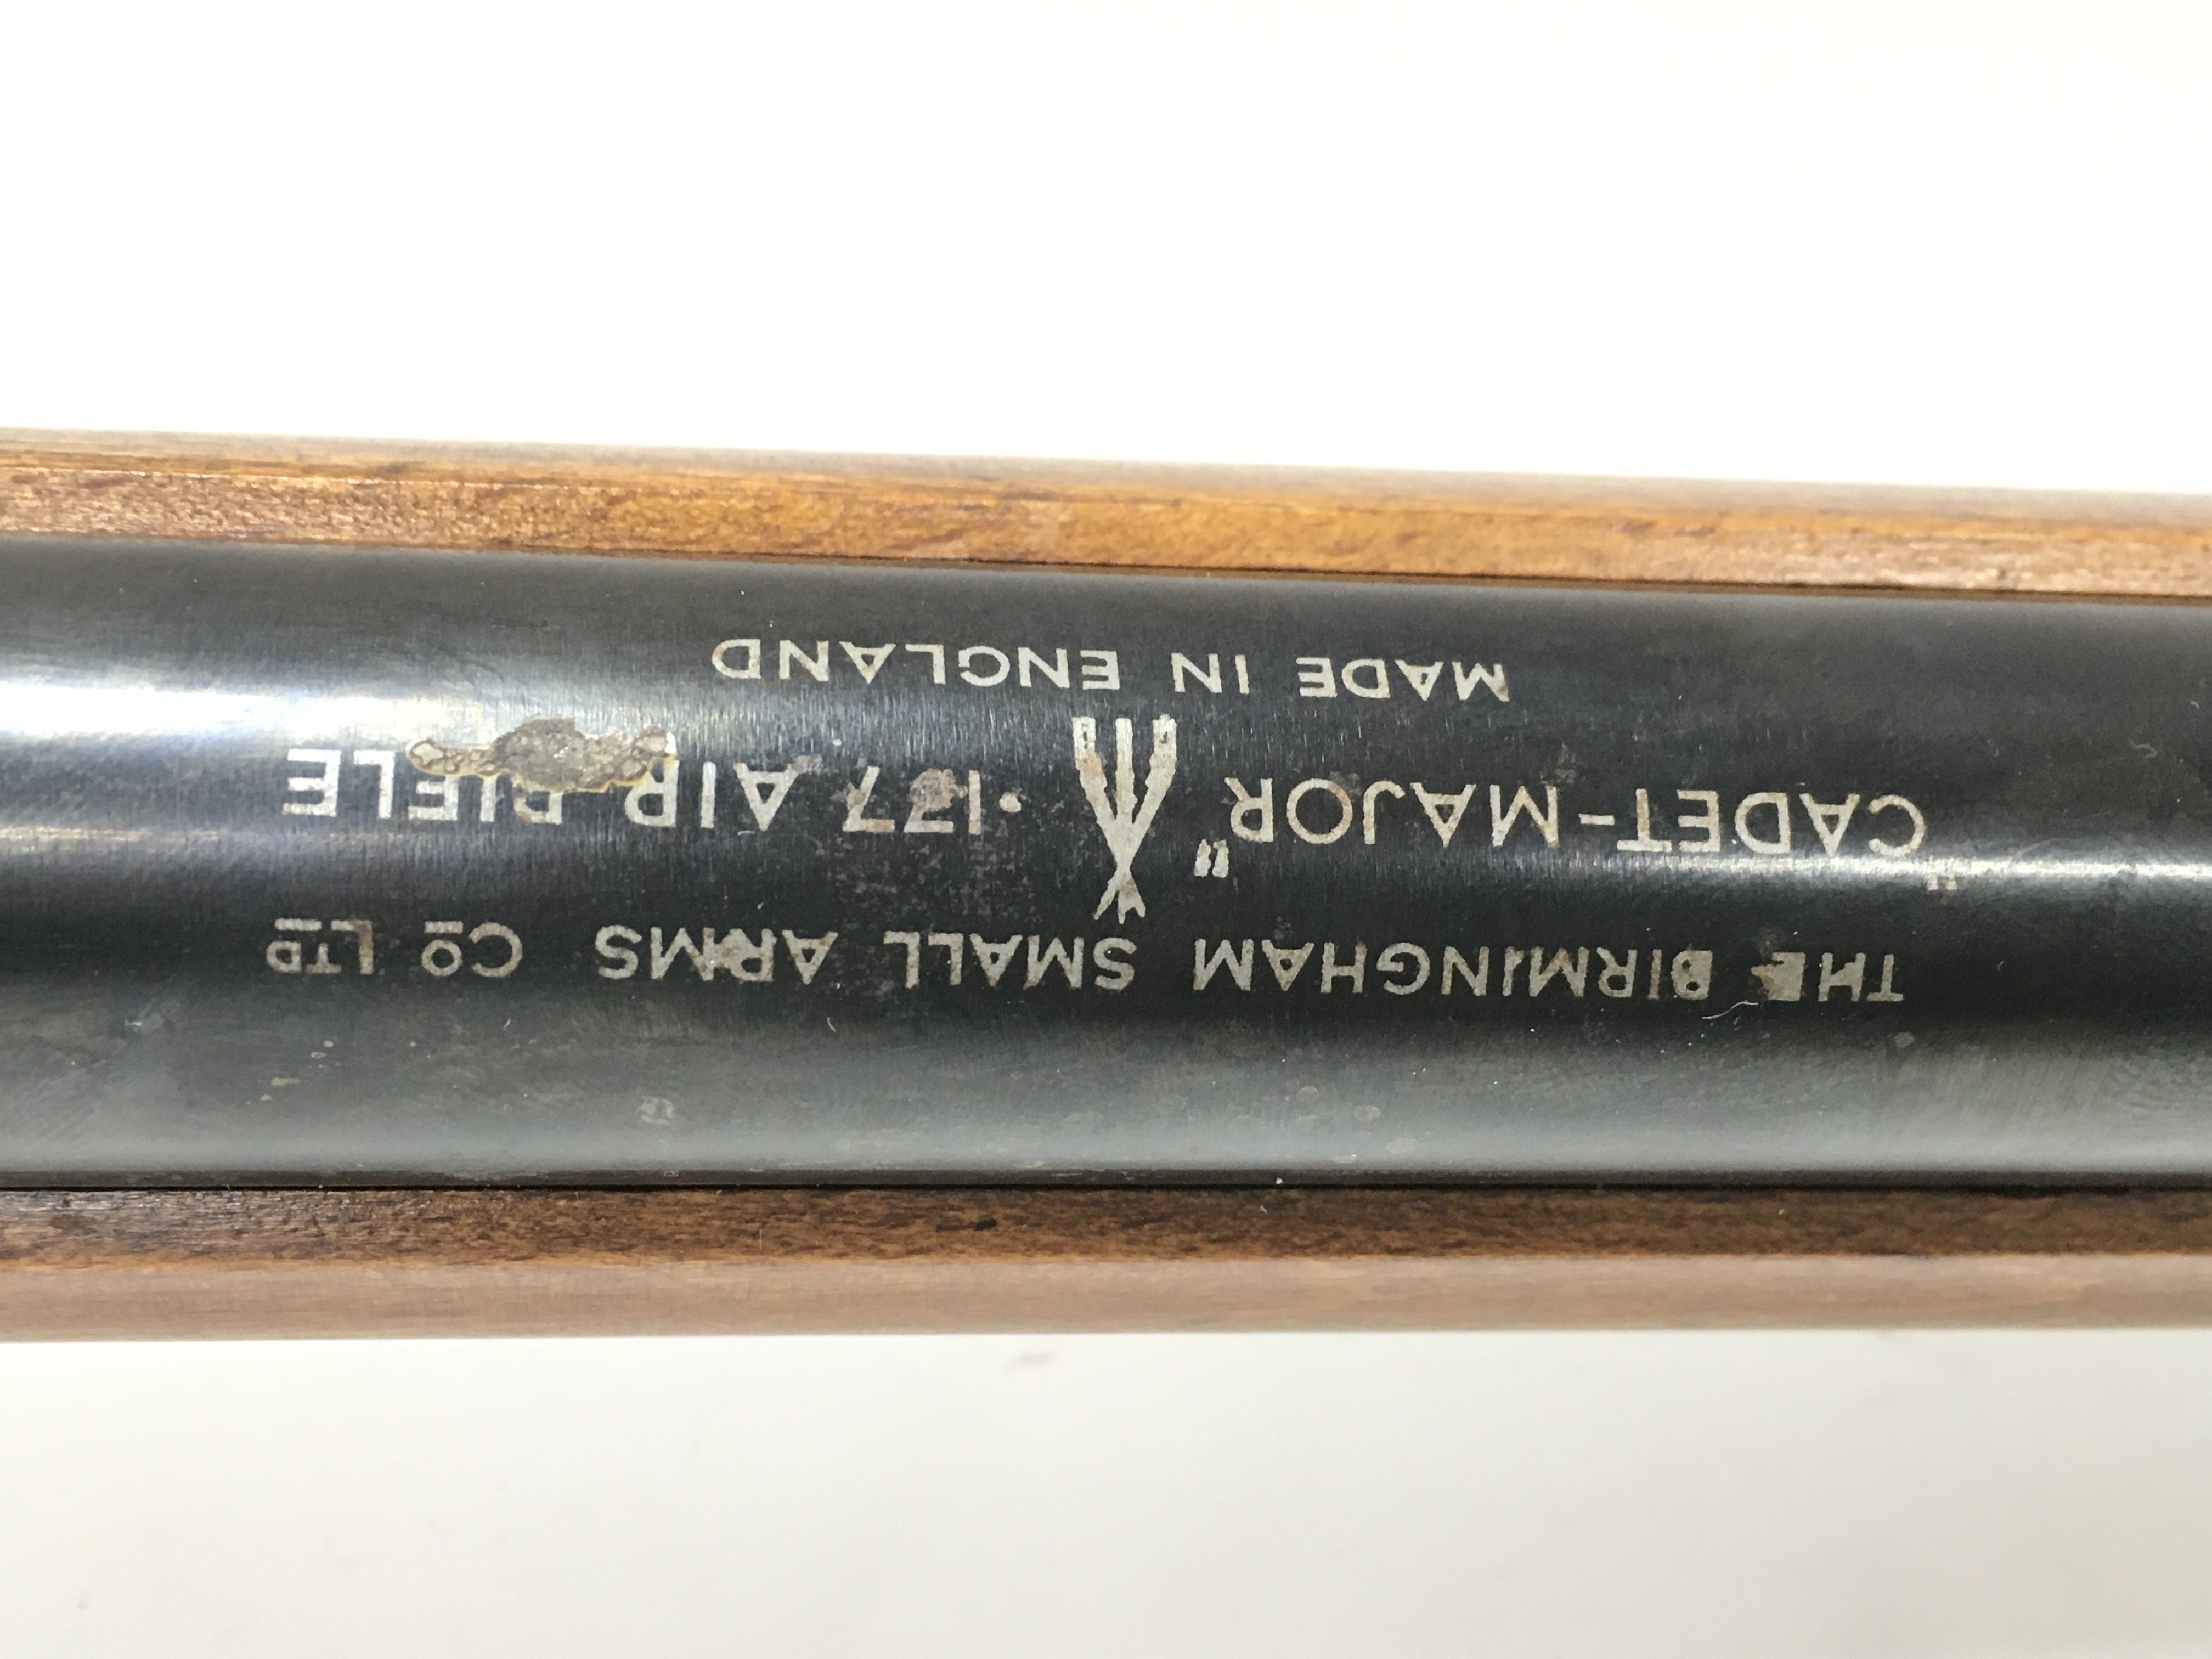 THE BIRMINGHAM SMALL ARMS Cº LTD
"CADET-MAJOR" ·177 AIR RIFLE
MADE IN ENGLAND